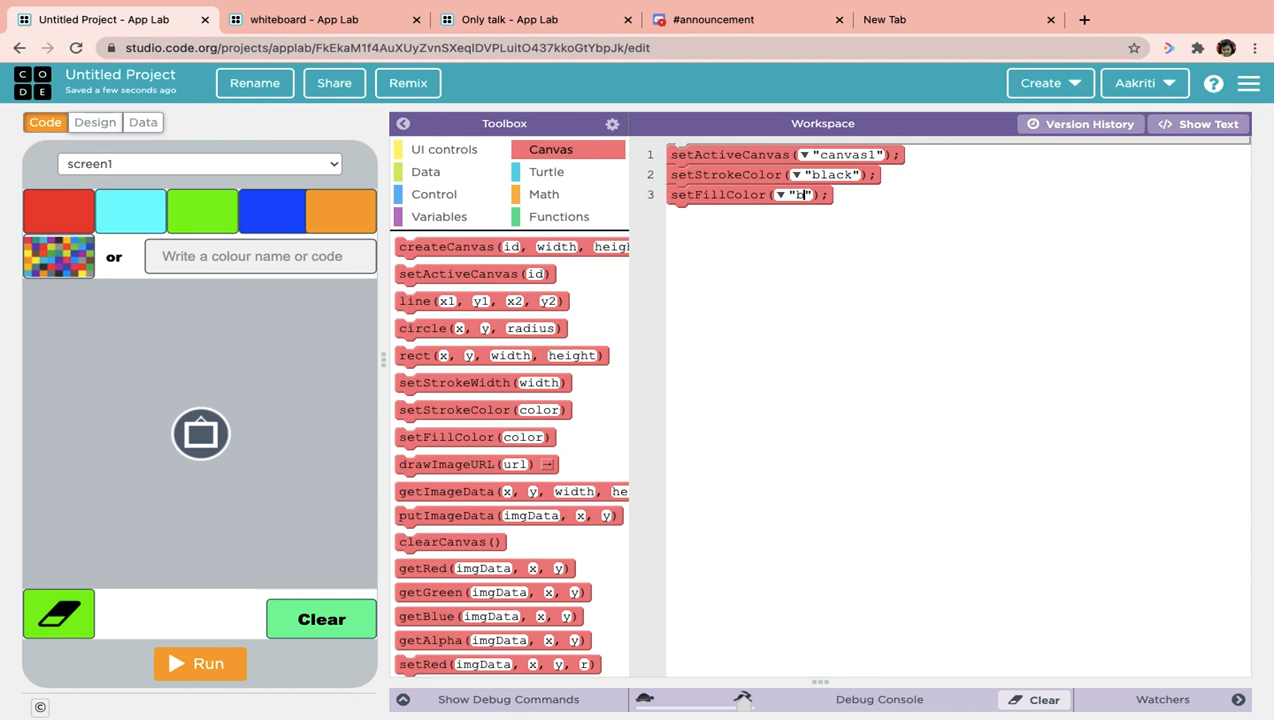 Untitled Project - App Lab
whiteboard - App Lab
Only talk - App Lab
#announcement
New Tab
studio.code.org/projects/applab/FkEkaM1f4AuXUyZvnSXeqlDVPLuitO437kkoGtYbpJk/edit
CO
DE
Untitled Project
Saved a few seconds ago
Rename
Share
Remix
Create
Aakriti
?
Code
Design
Data
Toolbox
Workspace
Version History
</> Show Text
screen1
or
Write a colour name or code
Clear
Run
©
UI controls
Canvas
Data
Turtle
Control
Math
Variables
Functions
createCanvas(id, width, heigh
setActiveCanvas(id)
line(x1, y1, x2, y2)
circle(x, y, radius)
rect(x, y, width, height)
setStrokeWidth(width)
setStrokeColor(color)
setFillColor(color)
drawImageURL(url)
getImageData(x, y, width, he
putImageData(imgData, x, y)
clearCanvas()
getRed(imgData, x, y)
getGreen(imgData, x, y)
getBlue(imgData, x, y)
getAlpha(imgData, x, y)
setRed(imgData, x, y, r)
1 setActiveCanvas("canvas1");
2 setStrokeColor("black");
3 setFillColor("b");
Show Debug Commands
Debug Console
Clear
Watchers